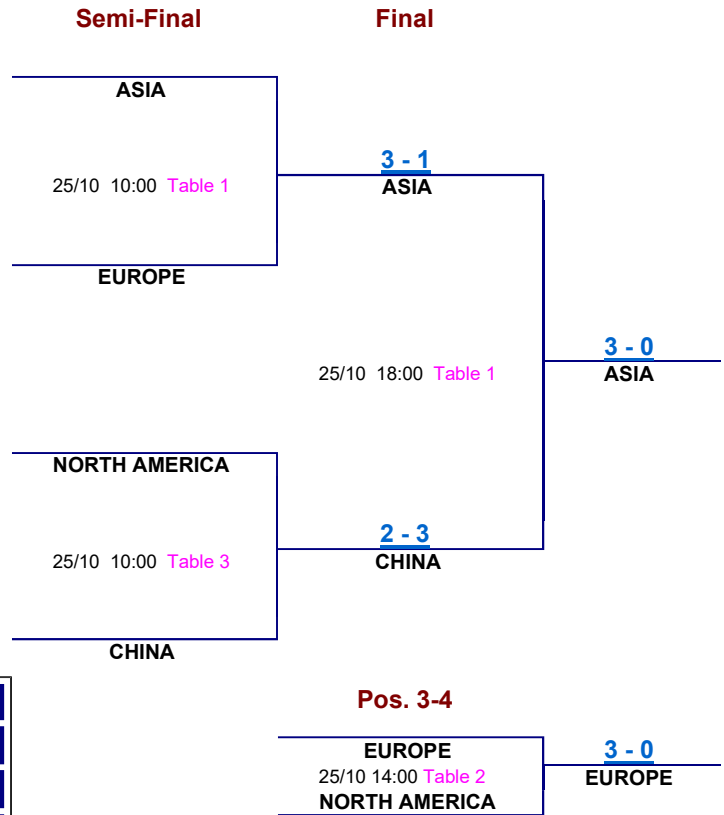 Semi-Final Final
ASIA
3 - 1
25/10 10:00 Table 1
ASIA
EUROPE
3 - 0
25/10 18:00 Table 1
ASIA
NORTH AMERICA
2 - 3
25/10 10:00 Table 3
CHINA
CHINA
Pos. 3-4
EUROPE
3 - 0
25/10 14:00 Table 2
EUROPE
NORTH AMERICA